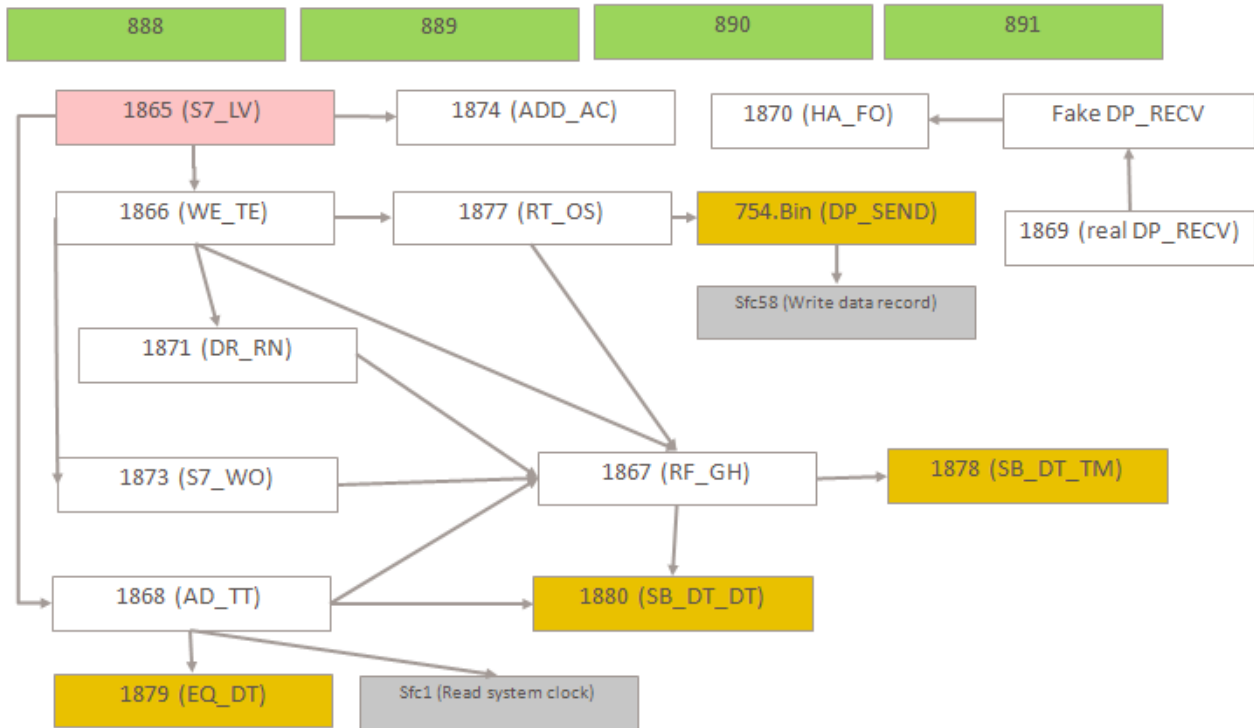 888
889
890
891
1865 (S7_LV)
1874 (ADD_AC)
1870 (HA_FO)
Fake DP_RECV
1866 (WE_TE)
1877 (RT_OS)
754.Bin (DP_SEND)
1869 (real DP_RECV)
Sfc58 (Write data record)
1871 (DR_RN)
1873 (S7_WO)
1867 (RF_GH)
1878 (SB_DT_TM)
1868 (AD_TT)
1880 (SB_DT_DT)
1879 (EQ_DT)
Sfc1 (Read system clock)